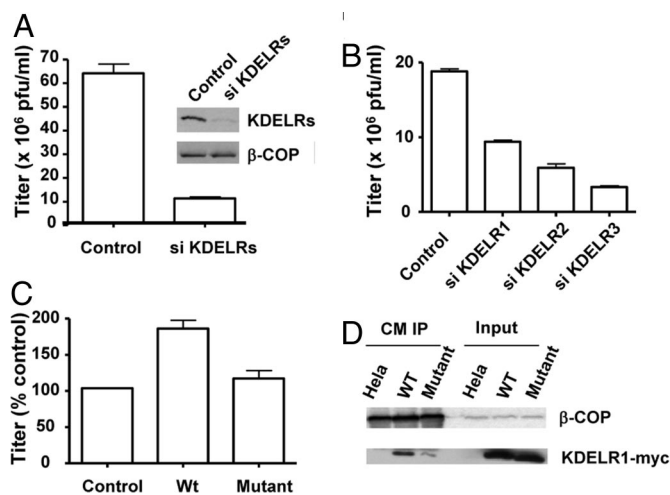 A
Titer (x 10⁶ pfu/ml)
70
60
50
40
30
20
10
0
Control
si KDELRs
Control
si KDELRs
KDELRs
β-COP
B
Titer (x 10⁶ pfu/ml)
20
10
0
Control
si KDELR1
si KDELR2
si KDELR3
C
Titer (% control)
200
150
100
50
0
Control
Wt
Mutant
D
CM IP
Input
Hela
WT
Mutant
Hela
WT
Mutant
β-COP
KDELR1-myc